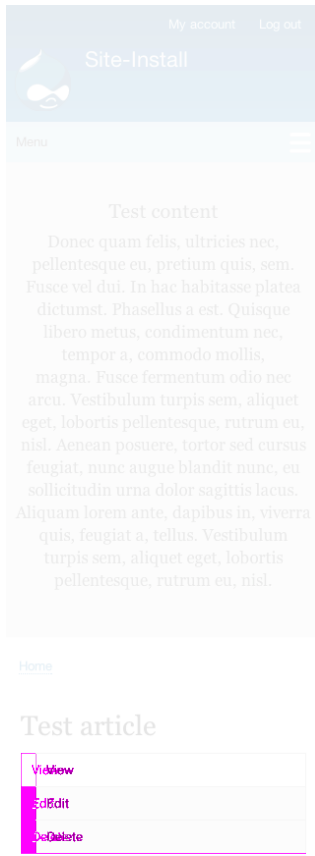 My account Log out
Site-Install
Menu
Test content
Donec quam felis, ultricies nec,
pellentesque eu, pretium quis, sem.
Fusce vel dui. In hac habitasse platea
dictumst. Phasellus a est. Quisque
libero metus, condimentum nec,
tempor a, commodo mollis,
magna. Fusce fermentum odio nec
arcu. Vestibulum turpis sem, aliquet
eget, lobortis pellentesque, rutrum eu,
nisl. Aenean posuere, tortor sed cursus
feugiat, nunc augue blandit nunc, eu
sollicitudin urna dolor sagittis lacus.
Aliquam lorem ante, dapibus in, viverra
quis, feugiat a, tellus. Vestibulum
turpis sem, aliquet eget, lobortis
pellentesque, rutrum eu, nisl.
Home
Test article
View
Edit
Delete